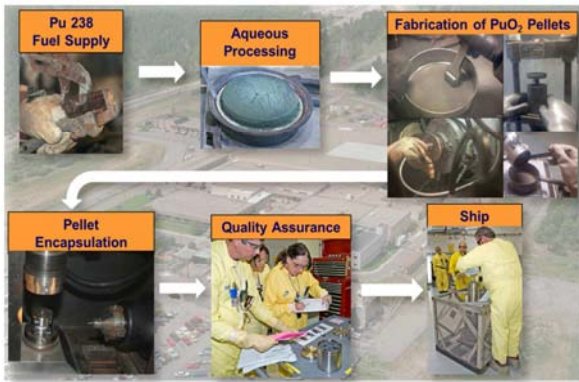 Pu 238
Fuel Supply
Aqueous
Processing
Fabrication of PuO₂ Pellets
Pellet
Encapsulation
Quality Assurance
Ship